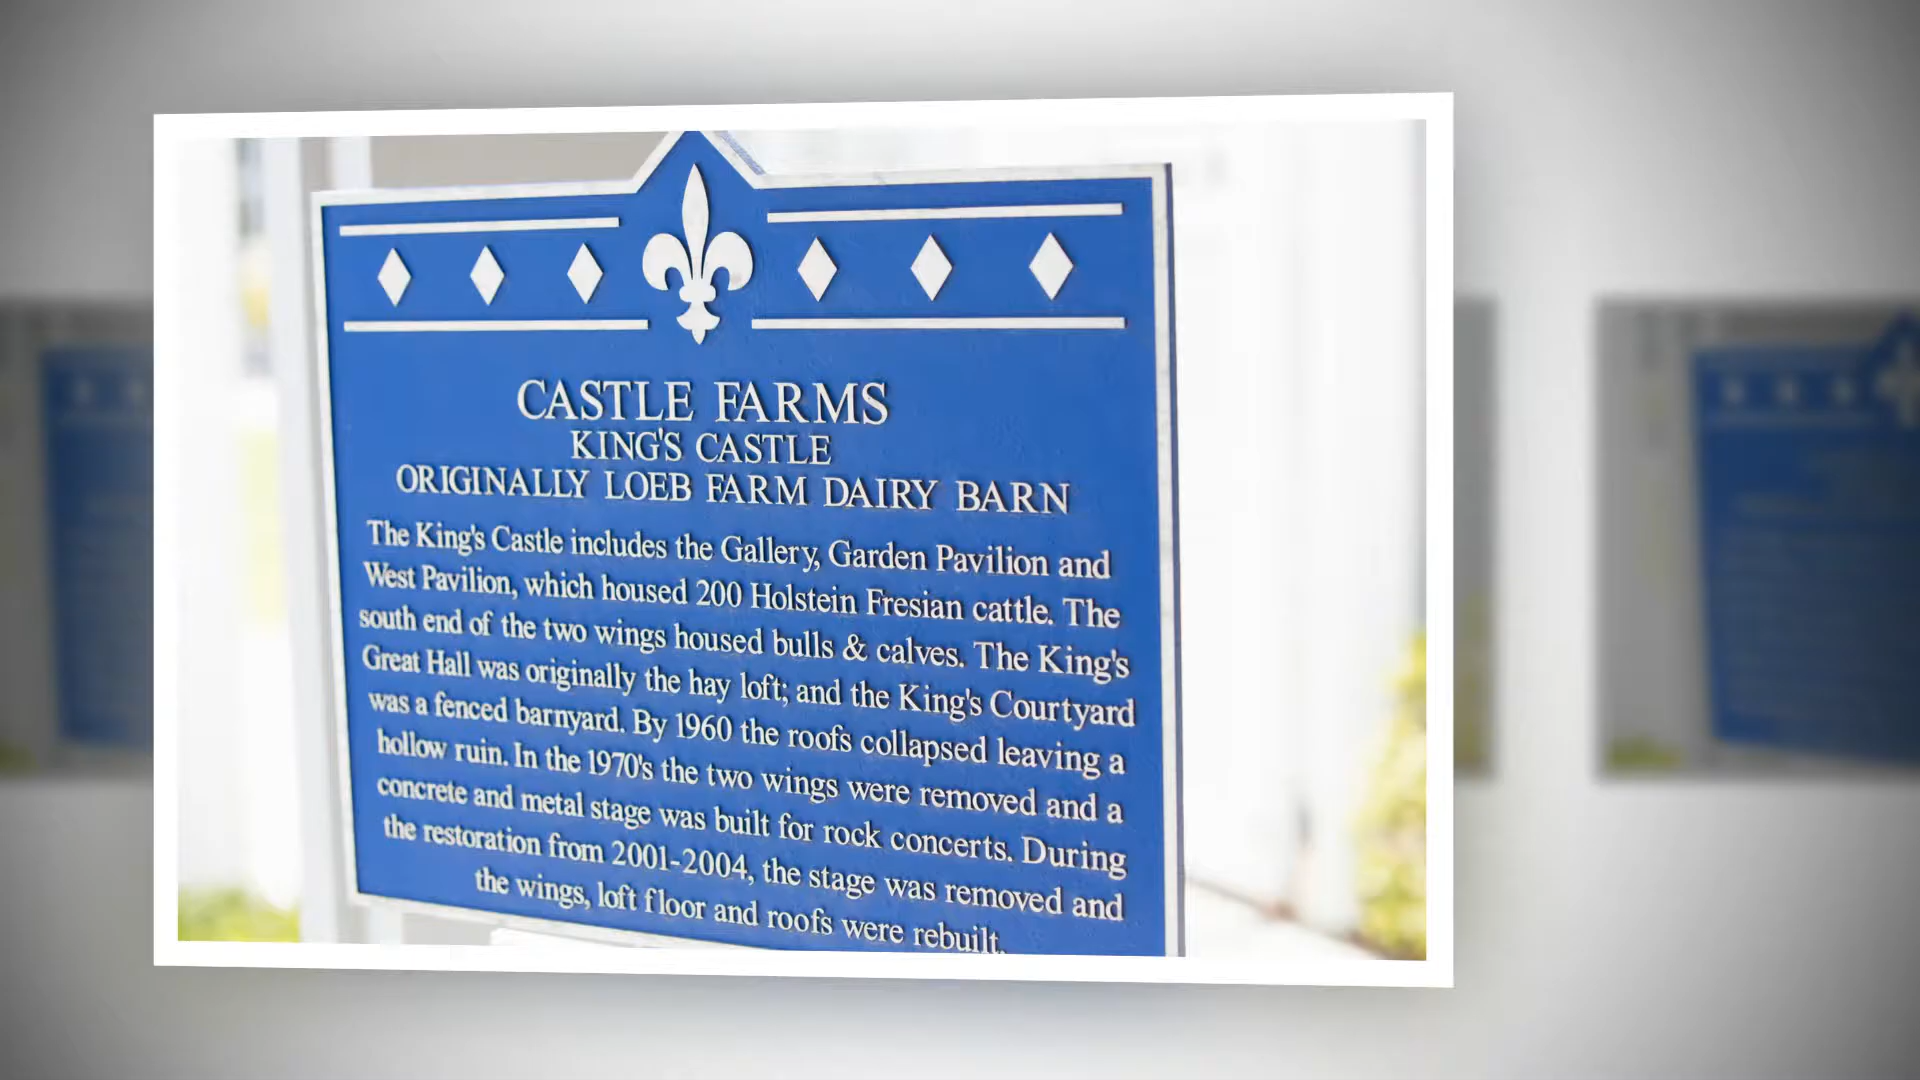 CASTLE FARMS
KING'S CASTLE
ORIGINALLY LOEB FARM DAIRY BARN
The King's Castle includes the Gallery, Garden Pavilion and
West Pavilion, which housed 200 Holstein Fresian cattle. The
south end of the two wings housed bulls & calves. The King's
Great Hall was originally the hay loft; and the King's Courtyard
was a fenced barnyard. By 1960 the roofs collapsed leaving a
hollow ruin. In the 1970's the two wings were removed and a
concrete and metal stage was built for rock concerts. During
the restoration from 2001-2004, the stage was removed and
the wings, loft floor and roofs were rebuilt.